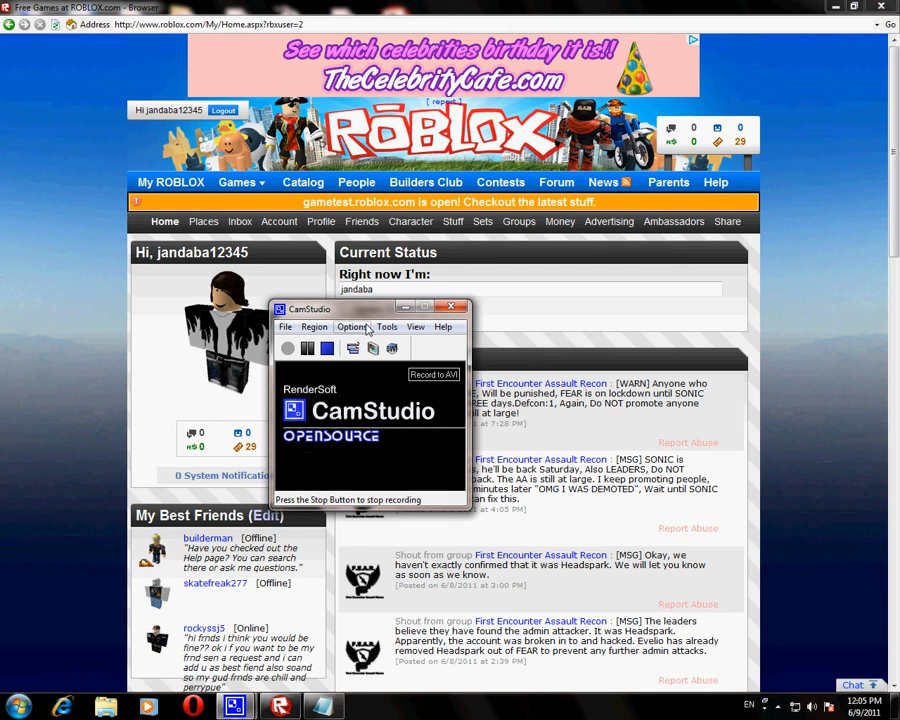 Free Games at ROBLOX.com - Browser
Address http://www.roblox.com/My/Home.aspx?rbxuser=2
Go
See which celebrities birthday it is!!
TheCelebrityCafe.com
[ report ]
Hi jandaba12345 Logout
ROBLOX
0 0
R$ 0 29
My ROBLOX Games Catalog People Builders Club Contests Forum News Parents Help
gametest.roblox.com is open! Checkout the latest stuff.
Home Places Inbox Account Profile Friends Character Stuff Sets Groups Money Advertising Ambassadors Share
Hi, jandaba12345
Current Status
Right now I'm:
jandaba
CamStudio
File Region Options Tools View Help
Record to AVI
RenderSoft
CamStudio
OPENSOURCE
Press the Stop Button to stop recording
0 0
R$ 0 29
0 System Notificatio
My Best Friends (Edit)
builderman [Offline]
"Have you checked out the
Help page? You can search
there or ask me questions."
skatefreak277 [Offline]
rockyssj5 [Online]
"hi frnds i think you would be
fine?? ok i f you want to be my
frnd sen a request and i can
add u as best fiend also soand
so my gud frnds are chill and
perrypue"
First Encounter Assault Recon : [WARN] Anyone who
, Will be punished, FEAR is on lockdown until SONIC
REE days.Defcon:1, Again, Do NOT promote anyone
ll at large!
1 7:28 PM]
Report Abuse
First Encounter Assault Recon : [MSG] SONIC is
s, he'll be back Saturday, Also LEADERS, Do NOT
The AA is still at large. I keep promoting people,
minutes later "OMG I WAS DEMOTED", Wait until SONIC
an fix this.
1 4:05 PM]
Report Abuse
Shout from group First Encounter Assault Recon : [MSG] Okay, we
haven't exactly confirmed that it was Headspark. We will let you know
as soon as we know.
[Posted on 6/8/2011 at 3:00 PM]
Report Abuse
Shout from group First Encounter Assault Recon : [MSG] The leaders
believe they have found the admin attacker. It was Headspark.
Apparently, the account was broken in to and hacked. Evelio has already
removed Headspark out of FEAR to prevent any further admin attacks.
[Posted on 6/8/2011 at 2:39 PM]
Report Abuse
F.E.A.R.
F.E.A.R.
Chat
EN
12:05 PM
6/9/2011